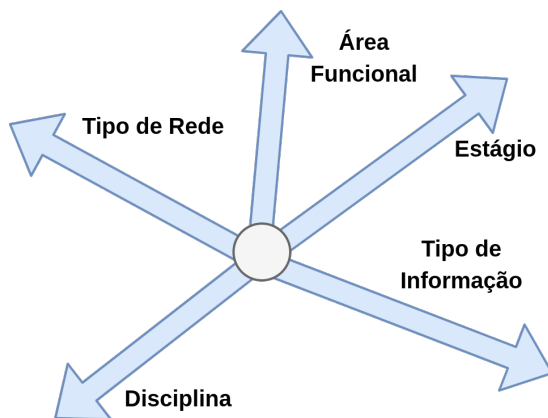 Área
Funcional
Tipo de Rede
Estágio
Tipo de
Informação
Disciplina